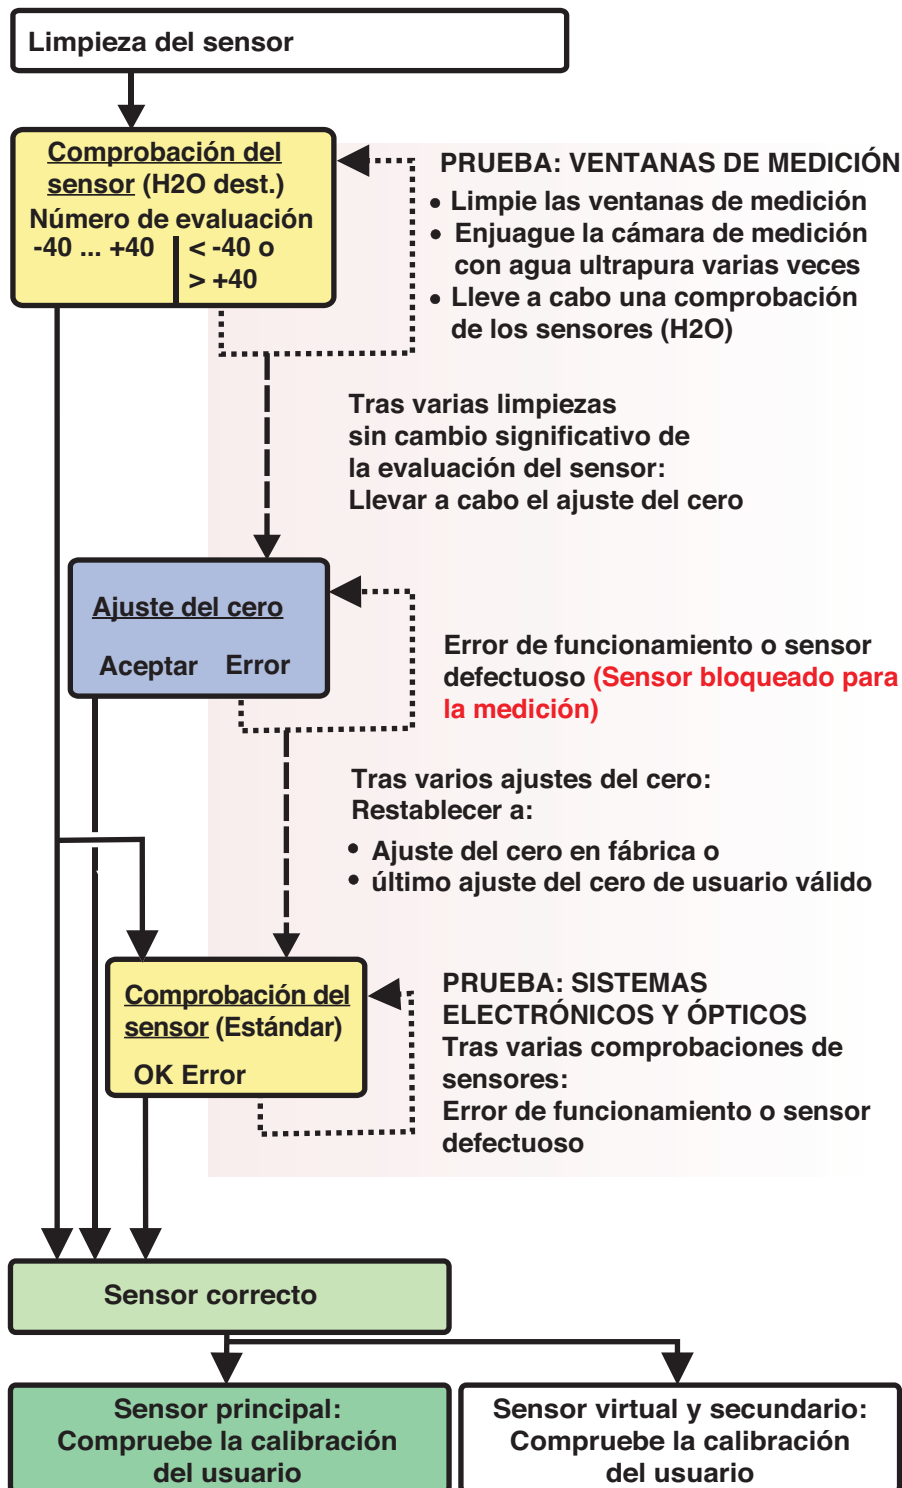 Limpieza del sensor
Comprobación del
sensor (H2O dest.)
Número de evaluación
-40 ... +40
< -40 o
> +40
PRUEBA: VENTANAS DE MEDICIÓN
• Limpie las ventanas de medición
• Enjuague la cámara de medición
con agua ultrapura varias veces
• Lleve a cabo una comprobación
de los sensores (H2O)
Tras varias limpiezas
sin cambio significativo de
la evaluación del sensor:
Llevar a cabo el ajuste del cero
Ajuste del cero
Aceptar Error
Error de funcionamiento o sensor
defectuoso (Sensor bloqueado para
la medición)
Tras varios ajustes del cero:
Restablecer a:
• Ajuste del cero en fábrica o
• último ajuste del cero de usuario válido
Comprobación del
sensor (Estándar)
OK Error
PRUEBA: SISTEMAS
ELECTRÓNICOS Y ÓPTICOS
Tras varias comprobaciones de
sensores:
Error de funcionamiento o sensor
defectuoso
Sensor correcto
Sensor principal:
Compruebe la calibración
del usuario
Sensor virtual y secundario:
Compruebe la calibración
del usuario